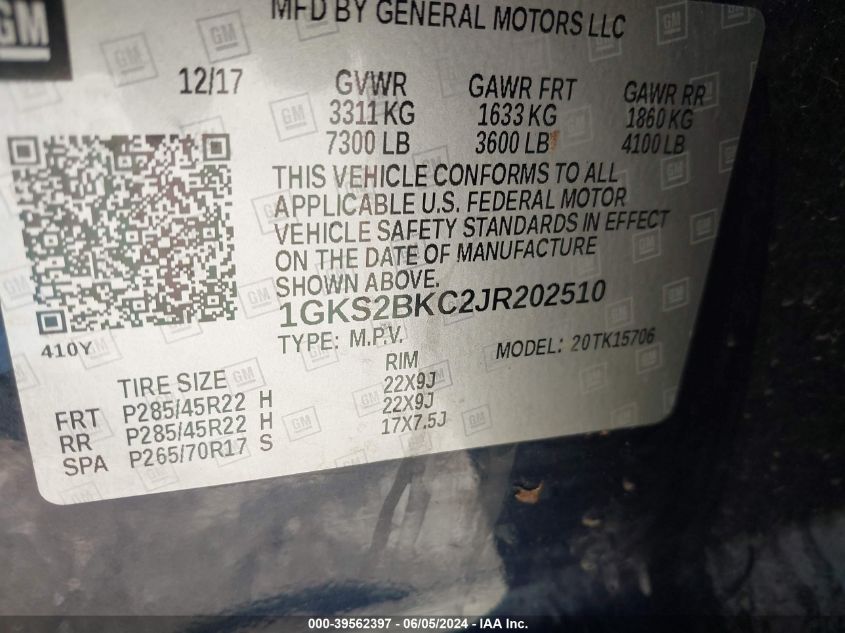 GM
MFD BY GENERAL MOTORS LLC
12/17 GVWR GAWR FRT GAWR RR
3311 KG 1633 KG 1860 KG
7300 LB 3600 LB 4100 LB
THIS VEHICLE CONFORMS TO ALL
APPLICABLE U.S. FEDERAL MOTOR
VEHICLE SAFETY STANDARDS IN EFFECT
ON THE DATE OF MANUFACTURE
SHOWN ABOVE.
1GKS2BKC2JR202510
410Y TYPE: M.P.V. MODEL: 20TK15706
TIRE SIZE RIM
FRT P285/45R22 H 22X9J
RR P285/45R22 H 22X9J
SPA P265/70R17 S 17X7.5J
000-39562397 - 06/05/2024 - IAA Inc.